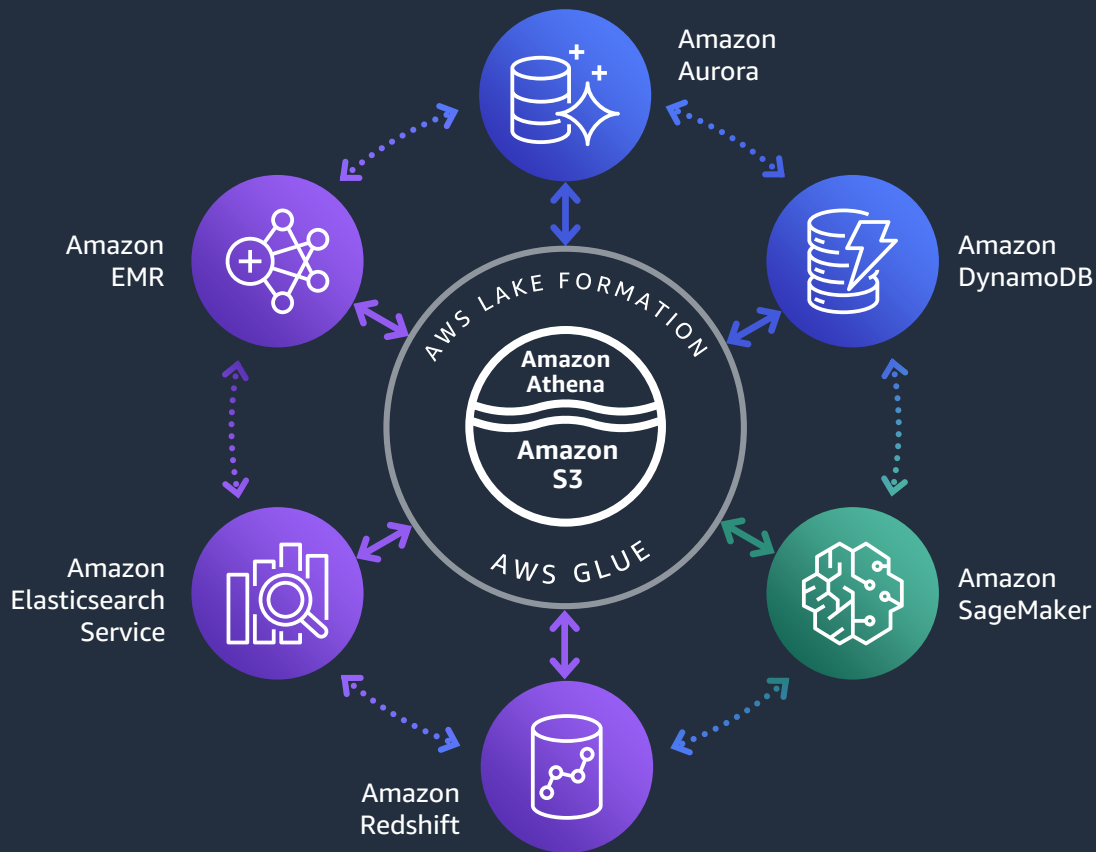 Amazon
Aurora
Amazon
EMR
Amazon
DynamoDB
AWS LAKE FORMATION
Amazon
Athena
Amazon
S3
AWS GLUE
Amazon
Elasticsearch
Service
Amazon
SageMaker
Amazon
Redshift